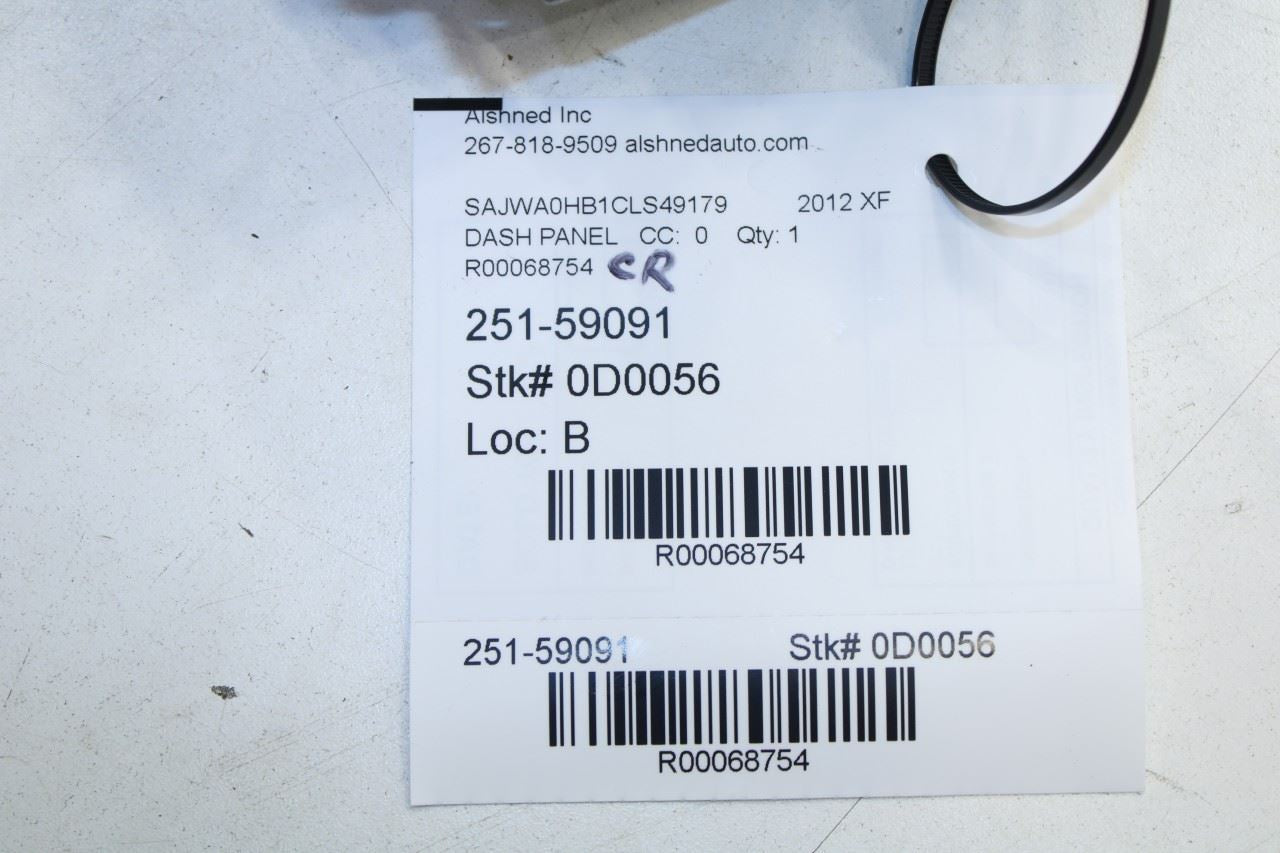 Alshned Inc
267-818-9509 alshnedauto.com
SAJWA0HB1CLS49179 2012 XF
DASH PANEL CC: 0 Qty: 1
R00068754 CR
251-59091
Stk# 0D0056
Loc: B
R00068754
251-59091 Stk# 0D0056
R00068754